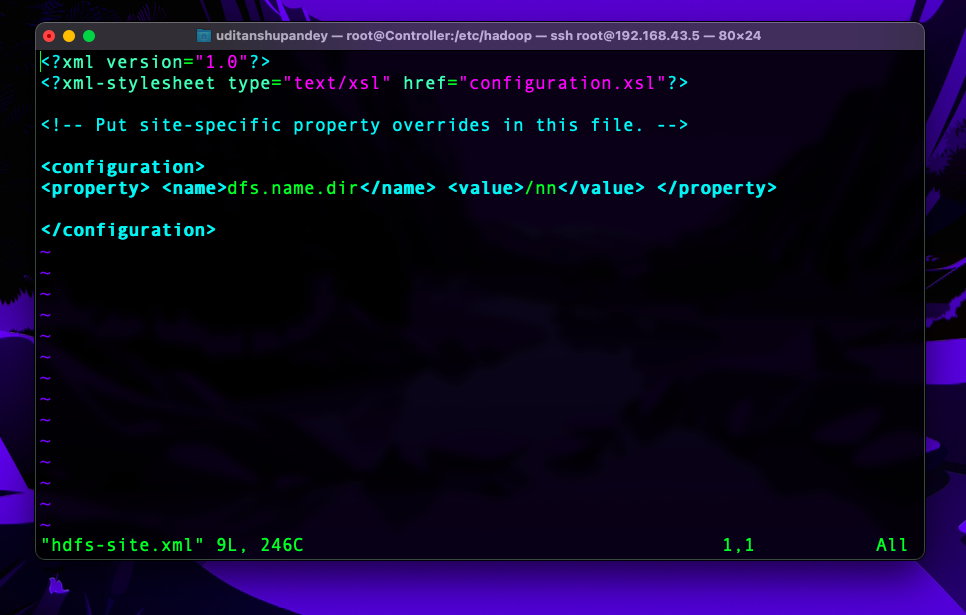 uditanshupandey — root@Controller:/etc/hadoop — ssh root@192.168.43.5 — 80×24
<?xml version="1.0"?>
<?xml-stylesheet type="text/xsl" href="configuration.xsl"?>
<!-- Put site-specific property overrides in this file. -->
<configuration>
<property> <name>dfs.name.dir</name> <value>/nn</value> </property>
</configuration>
~
~
~
~
~
~
~
~
~
~
~
~
~
~
"hdfs-site.xml" 9L, 246C 1,1 All